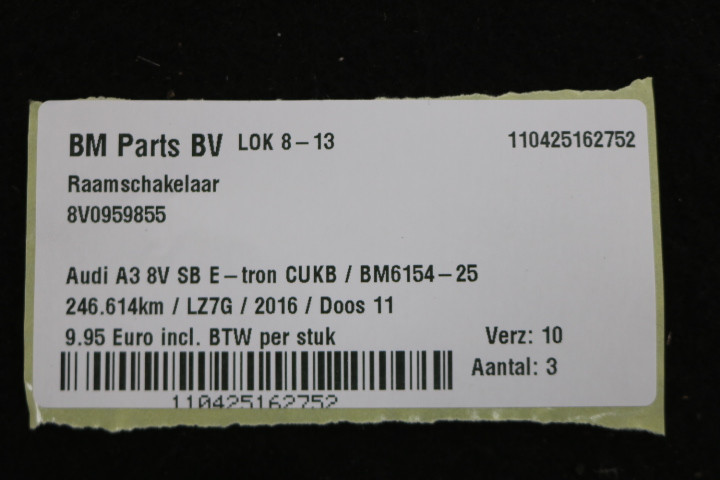 BM Parts BV LOK 8-13 110425162752
Raamschakelaar
8V0959855
Audi A3 8V SB E-tron CUKB / BM6154-25
246.614km / LZ7G / 2016 / Doos 11
9.95 Euro incl. BTW per stuk Verz: 10
Aantal: 3
110425162752